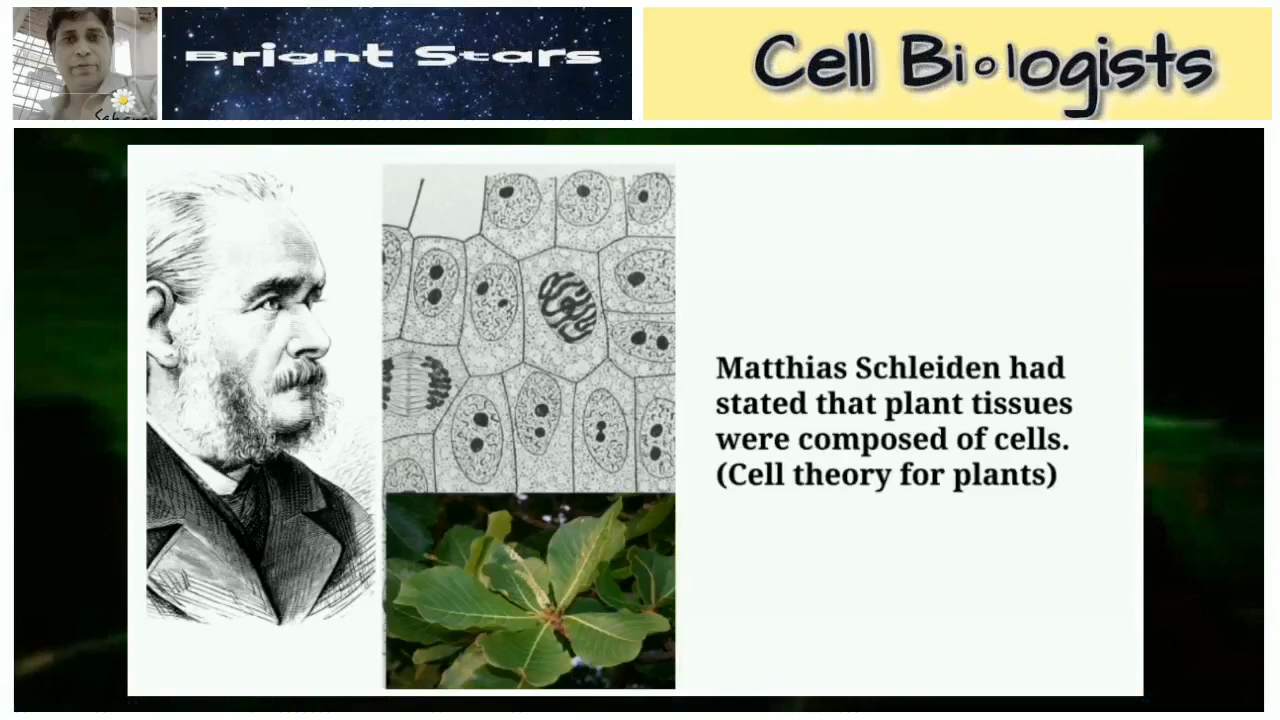 Bright Stars
Cell Biologists
Matthias Schleiden had
stated that plant tissues
were composed of cells.
(Cell theory for plants)